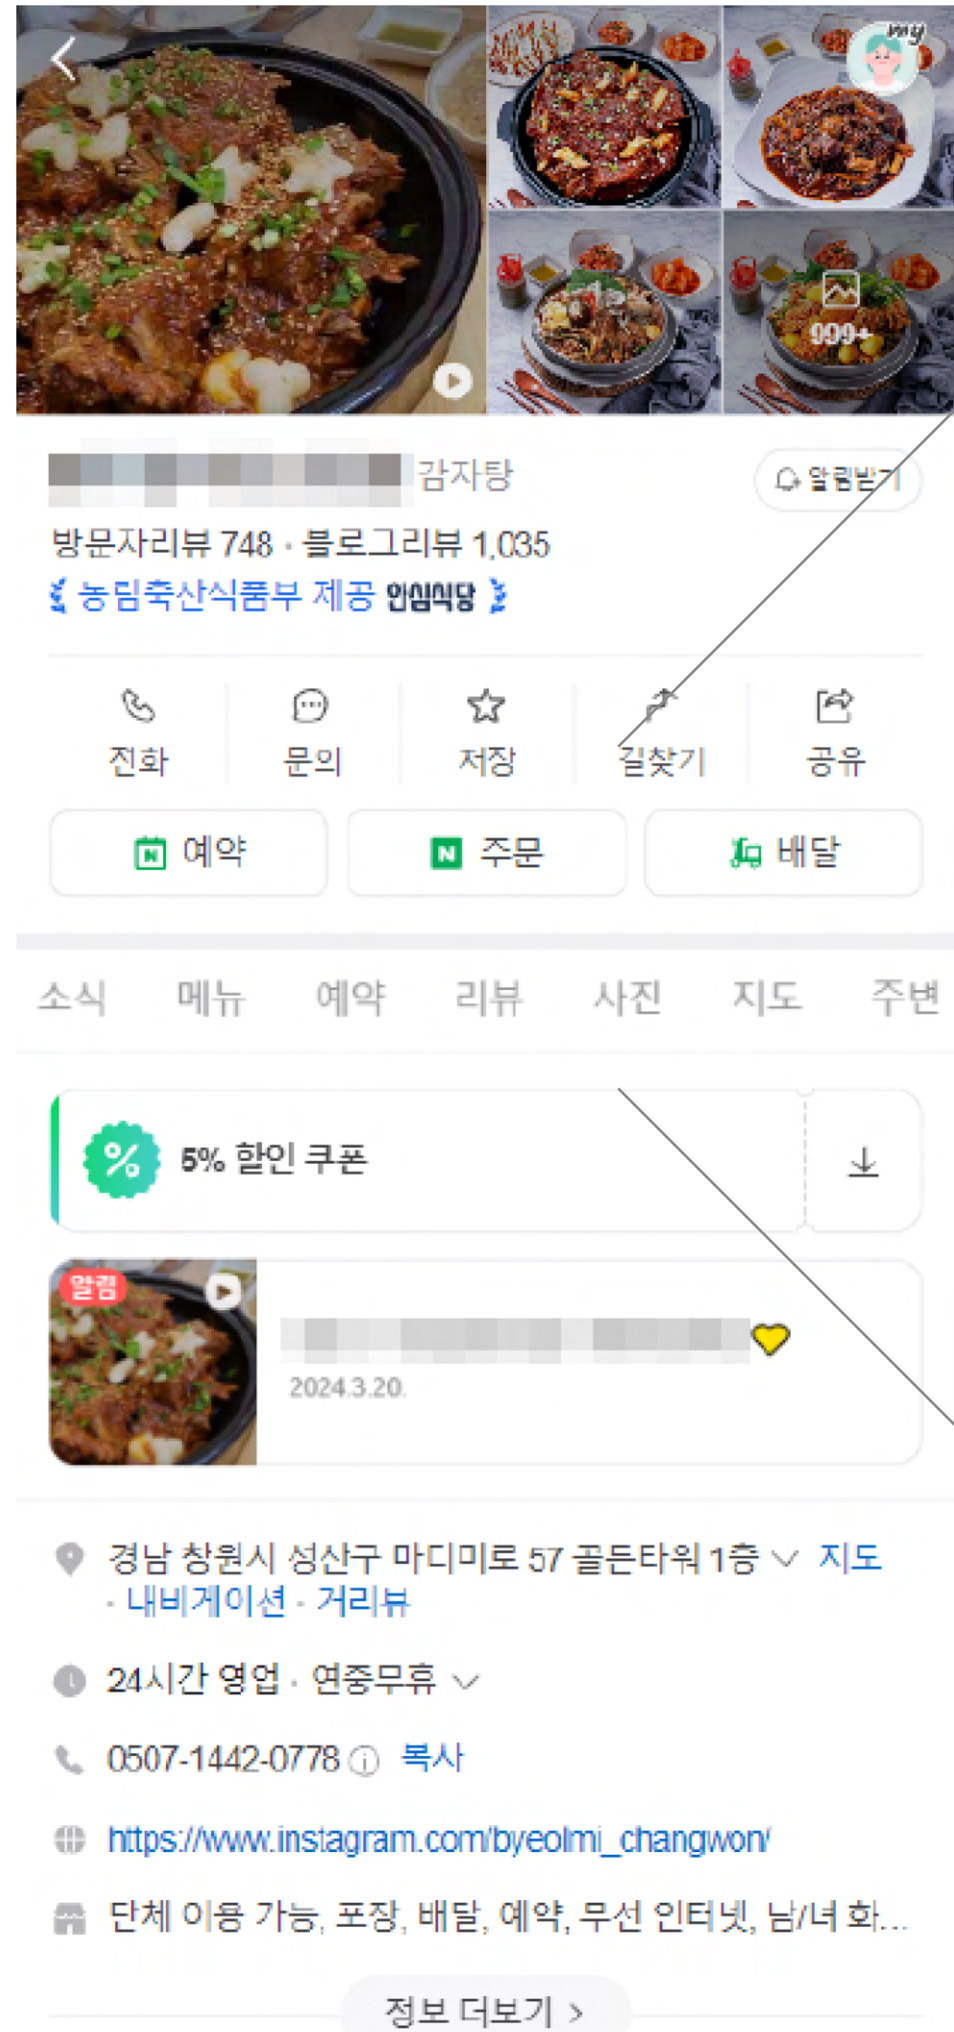 my
999+
감자탕
알림받기
방문자리뷰 748 · 블로그리뷰 1,035
농림축산식품부 제공 안심식당
전화 문의 저장 길찾기 공유
예약 주문 배달
소식 메뉴 예약 리뷰 사진 지도 주변
5% 할인 쿠폰
알림
2024.3.20.
경남 창원시 성산구 마디미로 57 골든타워 1층 지도
· 내비게이션 · 거리뷰
24시간 영업 · 연중무휴
0507-1442-0778 복사
https://www.instagram.com/byeolmi_changwon/
단체 이용 가능, 포장, 배달, 예약, 무선 인터넷, 남/녀 화...
정보 더보기 >